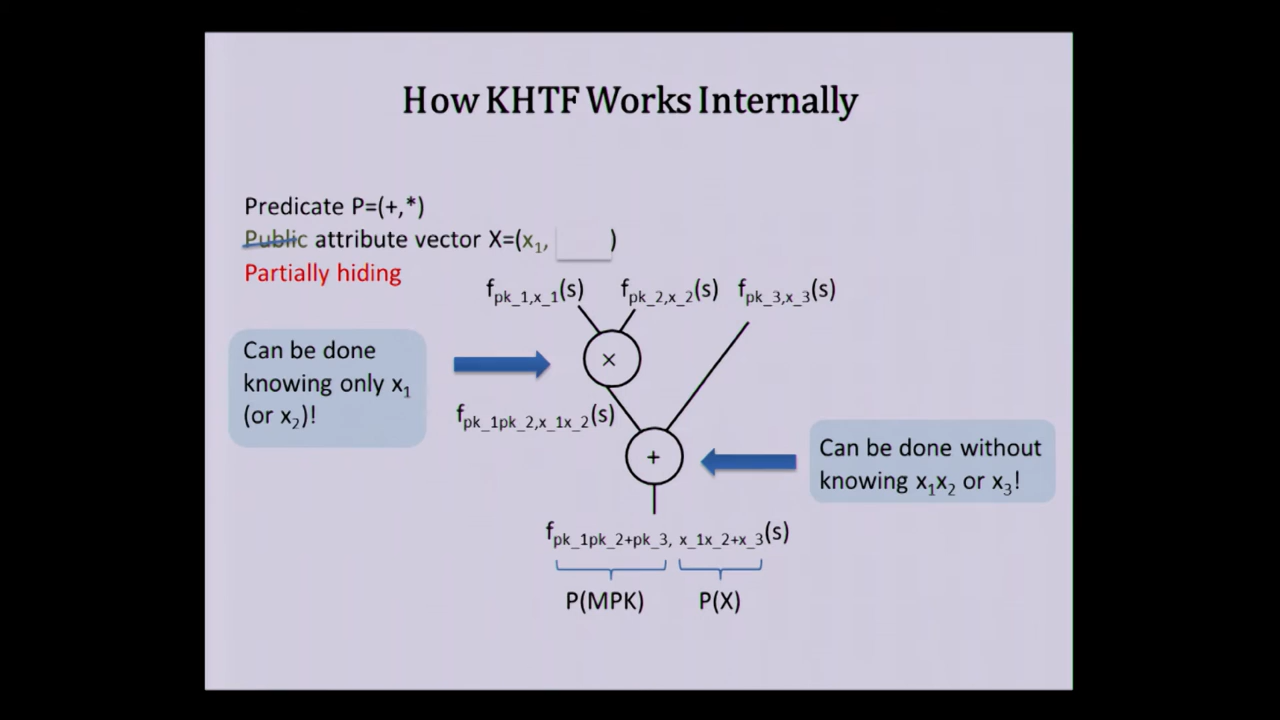 How KHTF Works Internally
Predicate P=(+,*)
Public attribute vector X=(x₁, )
Partially hiding
f_pk_1,x_1(s) f_pk_2,x_2(s) f_pk_3,x_3(s)
×
Can be done
knowing only x₁
(or x₂)!
f_pk_1pk_2,x_1x_2(s)
+
Can be done without
knowing x₁x₂ or x₃!
f_pk_1pk_2+pk_3, x_1x_2+x_3(s)
P(MPK) P(X)